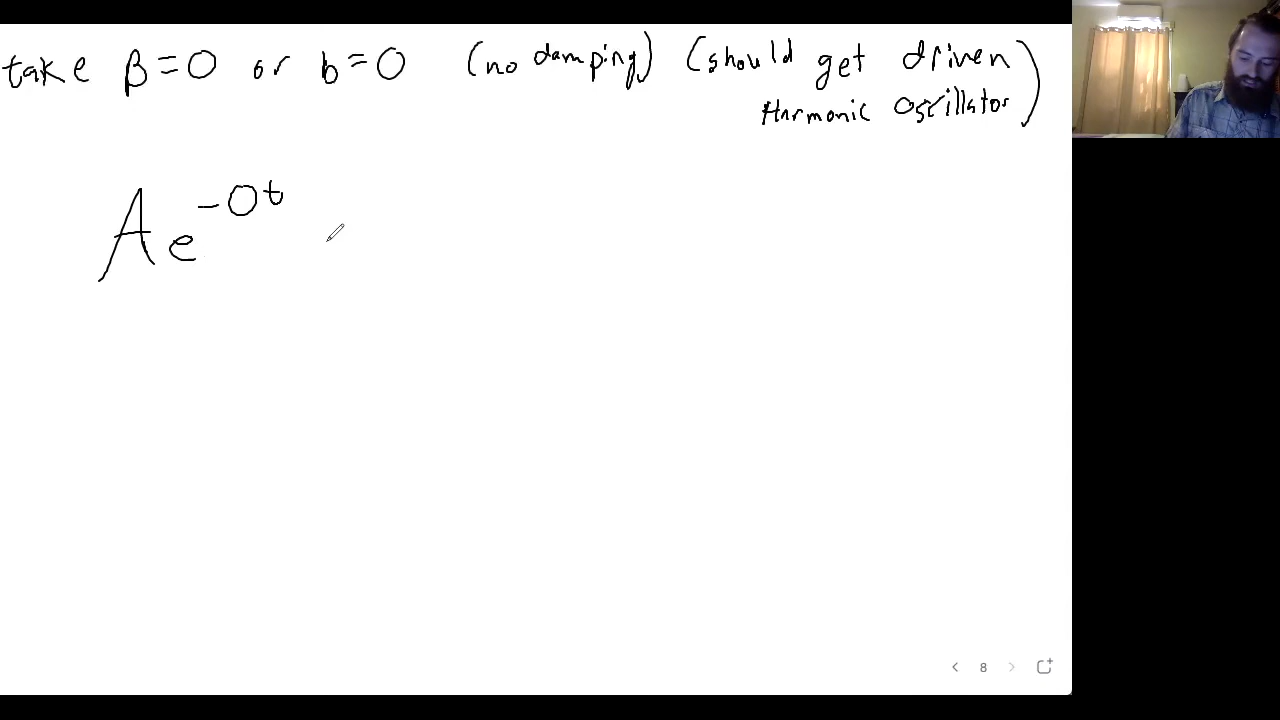 take β=0 or b=0 (no damping) (should get driven
Harmonic Oscillator)
Ae^{-0t}
8